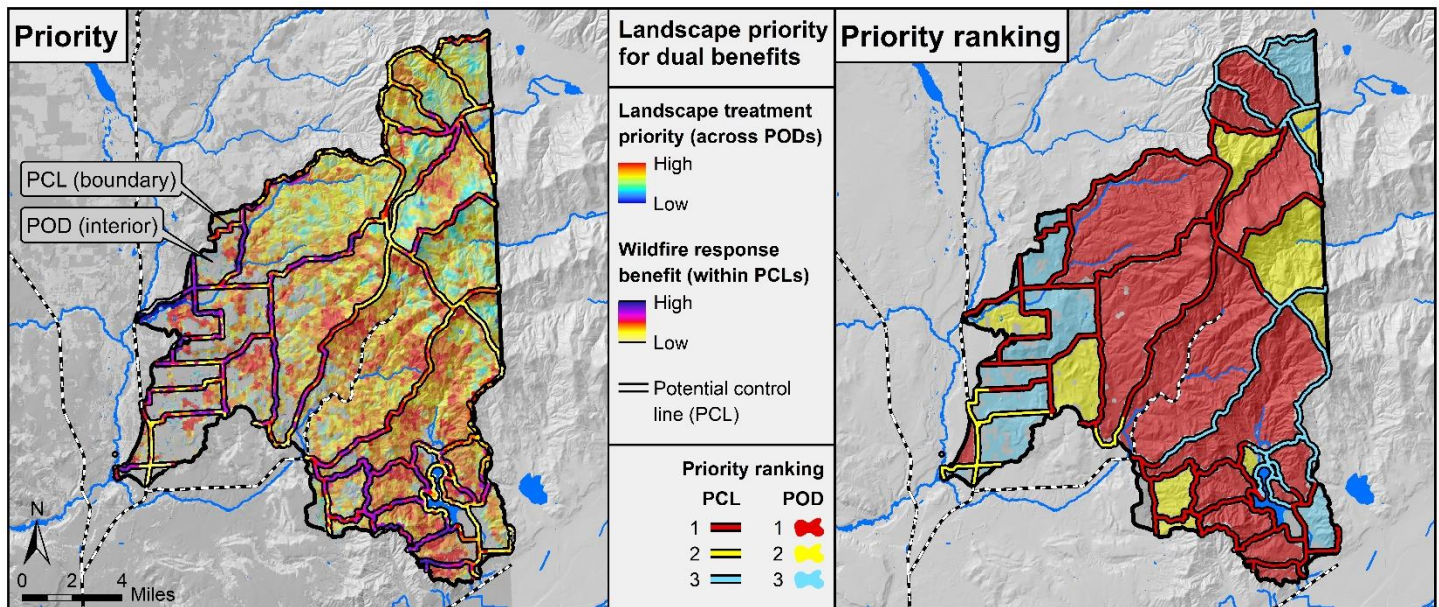 Priority
PCL (boundary)
POD (interior)
N
0 2 4
Miles
Landscape priority
for dual benefits
Landscape treatment
priority (across PODs)
High
Low
Wildfire response
benefit (within PCLs)
High
Low
Potential control
line (PCL)
Priority ranking
PCL POD
1 1
2 2
3 3
Priority ranking